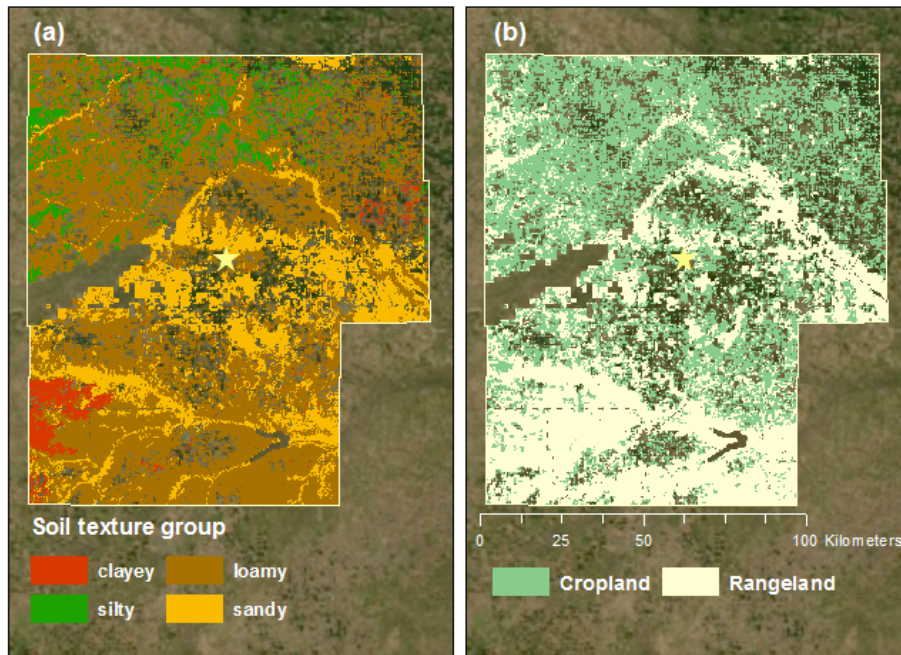 (a)
Soil texture group
clayey loamy
silty sandy
(b)
0 25 50 100 Kilometers
Cropland Rangeland